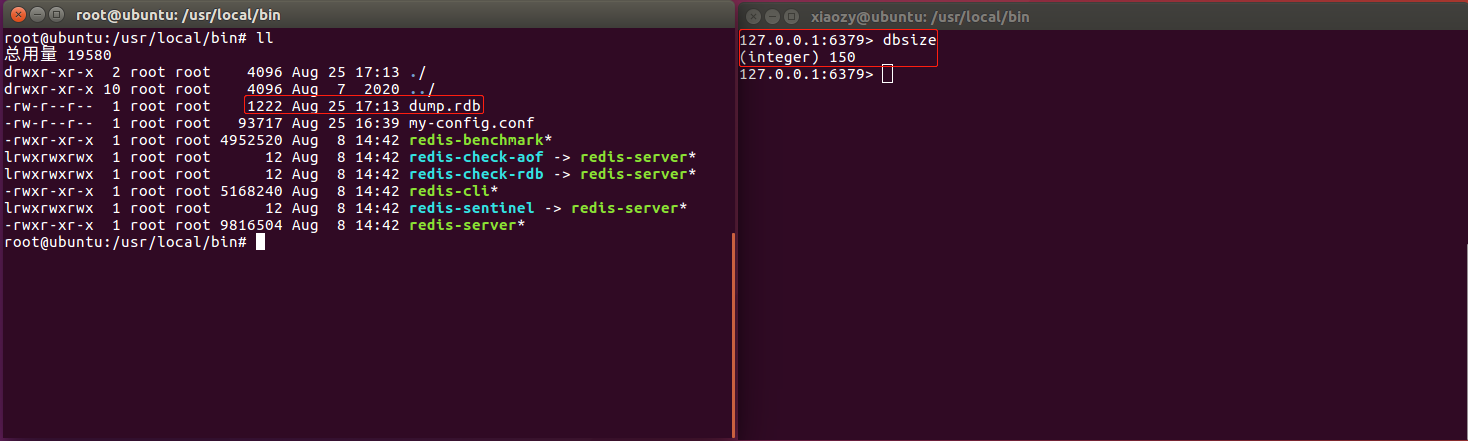 root@ubuntu: /usr/local/bin
root@ubuntu:/usr/local/bin# ll
总用量 19580
drwxr-xr-x  2 root root    4096 Aug 25 17:13 ./
drwxr-xr-x 10 root root    4096 Aug  7  2020 ../
-rw-r--r--  1 root root    1222 Aug 25 17:13 dump.rdb
-rw-r--r--  1 root root   93717 Aug 25 16:39 my-config.conf
-rwxr-xr-x  1 root root 4952520 Aug  8 14:42 redis-benchmark*
lrwxrwxrwx  1 root root      12 Aug  8 14:42 redis-check-aof -> redis-server*
lrwxrwxrwx  1 root root      12 Aug  8 14:42 redis-check-rdb -> redis-server*
-rwxr-xr-x  1 root root 5168240 Aug  8 14:42 redis-cli*
lrwxrwxrwx  1 root root      12 Aug  8 14:42 redis-sentinel -> redis-server*
-rwxr-xr-x  1 root root 9816504 Aug  8 14:42 redis-server*
root@ubuntu:/usr/local/bin#
xiaozy@ubuntu: /usr/local/bin
127.0.0.1:6379> dbsize
(integer) 150
127.0.0.1:6379>